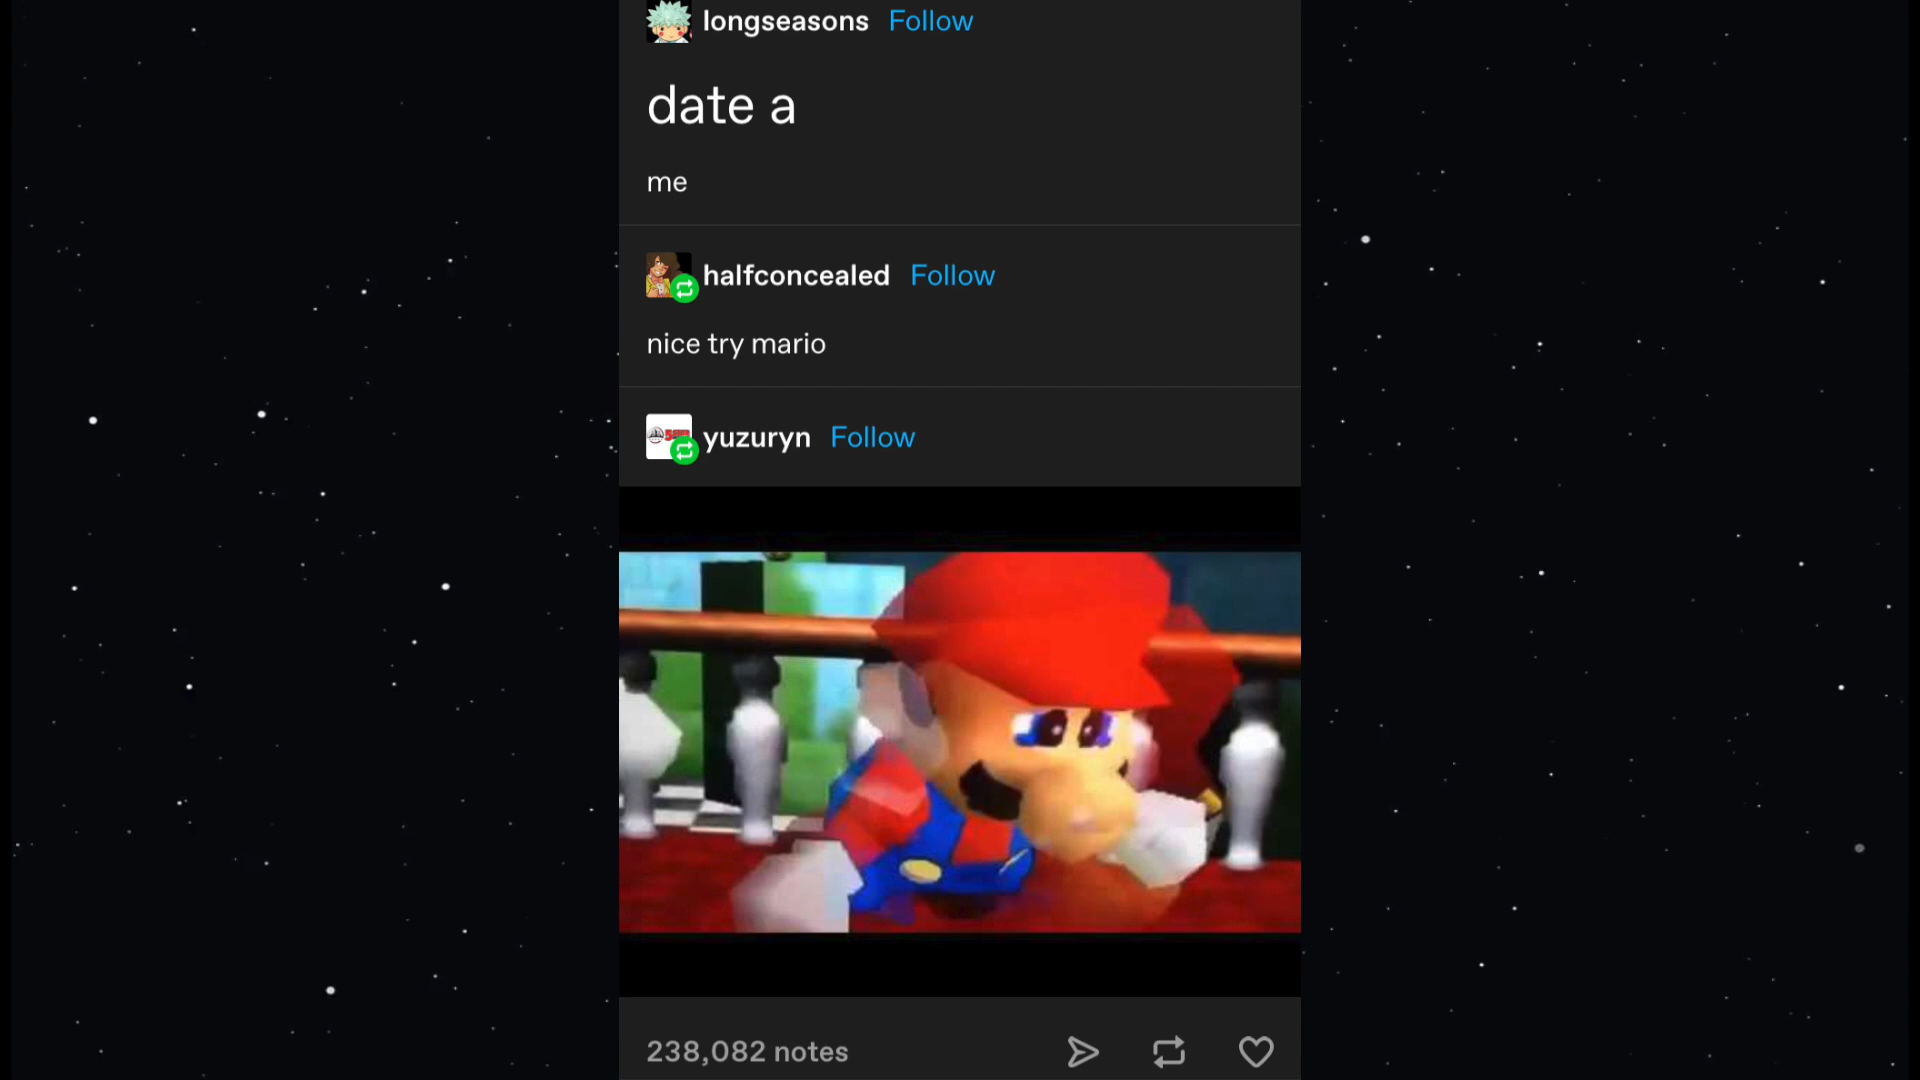 longseasons Follow
date a
me
halfconcealed Follow
nice try mario
yuzuryn Follow
238,082 notes